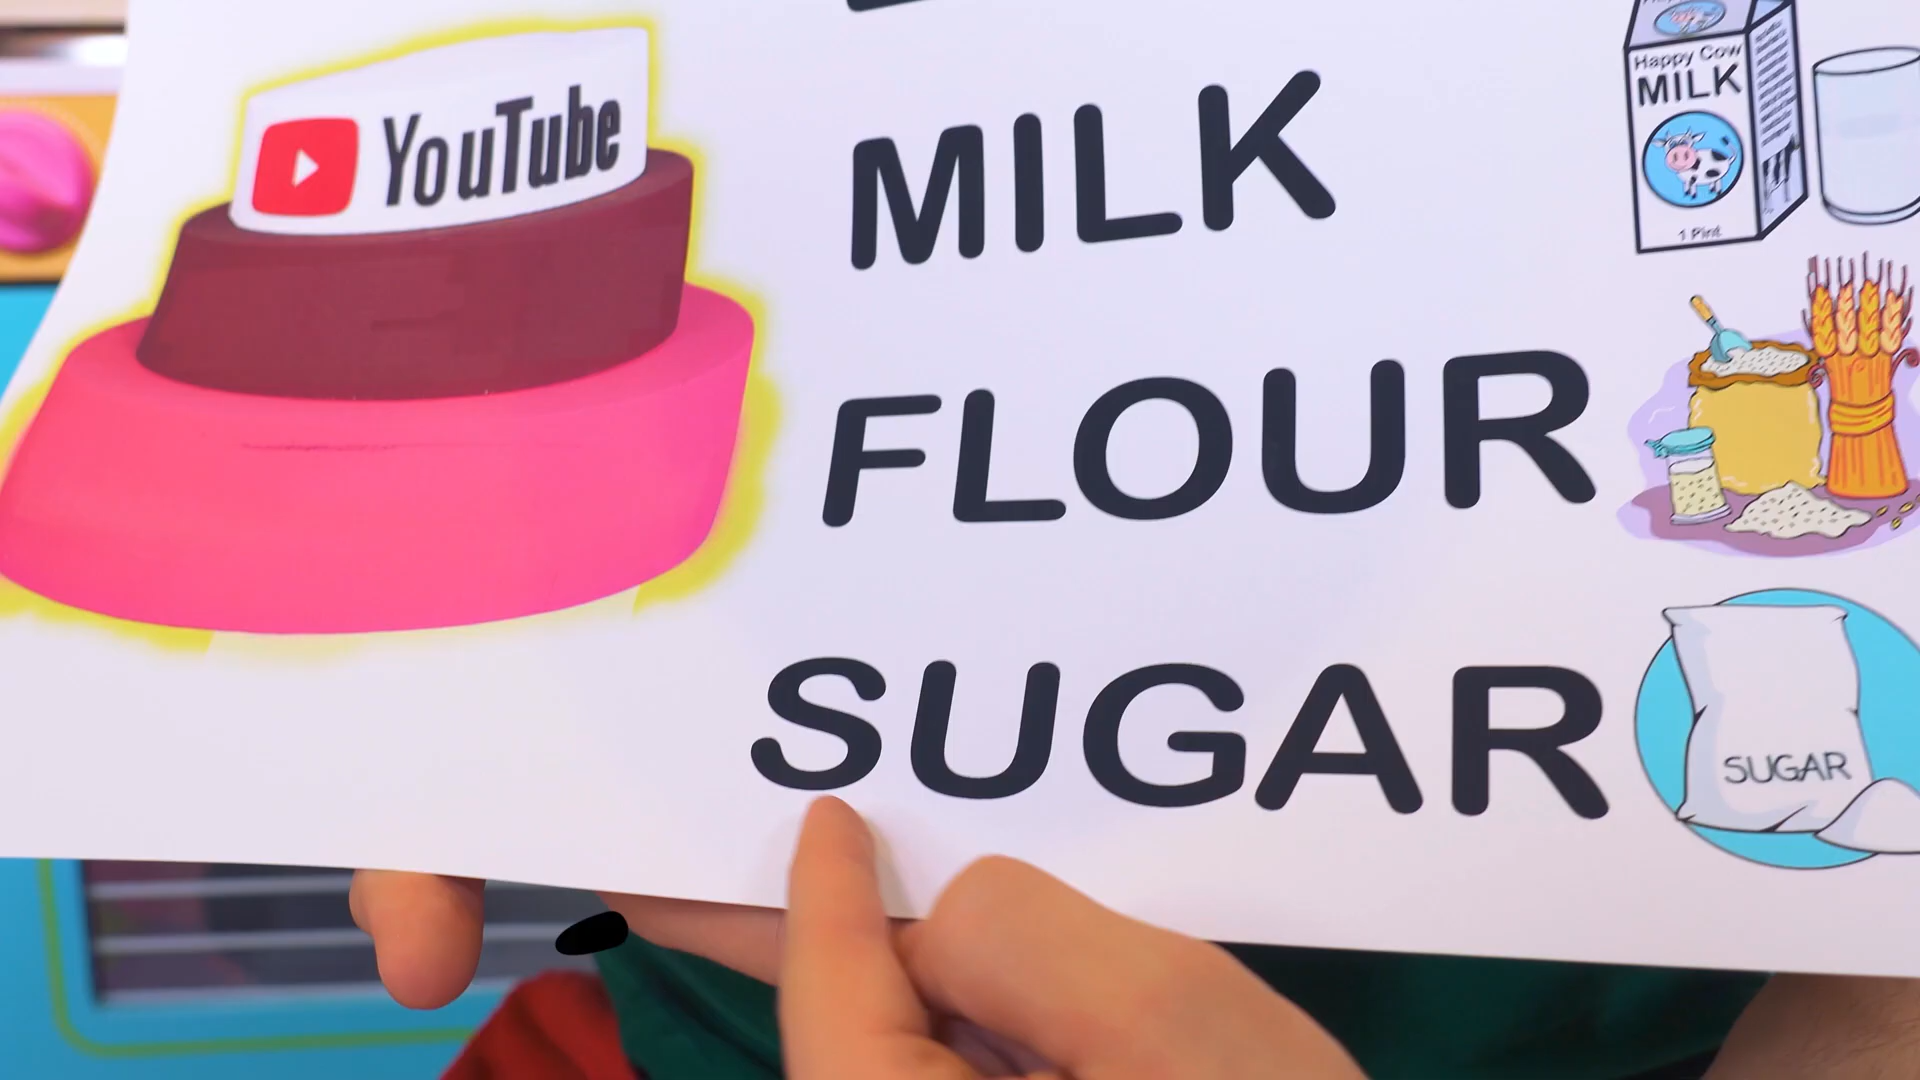 YouTube
MILK
Happy Cow
MILK
1 Pint
FLOUR
SUGAR
SUGAR